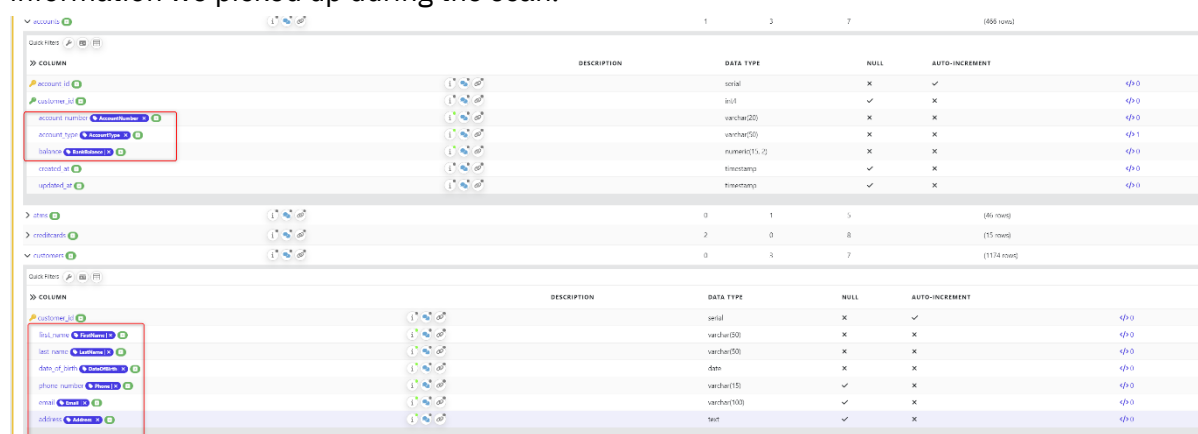 information we picked up during the scan.
accounts 1 3 7 (466 rows)
Quick Filters
COLUMN DESCRIPTION DATA TYPE NULL AUTO-INCREMENT
account_id serial </> 0
customer_id int4 </> 0
account_number AccountNumber x varchar(20) </> 0
account_type AccountType x varchar(50) </> 1
balance BankBalance | x numeric(15, 2) </> 0
created_at timestamp </> 0
updated_at timestamp </> 0
atms 0 1 5 (46 rows)
creditcards 2 0 8 (15 rows)
customers 0 3 7 (1174 rows)
Quick Filters
COLUMN DESCRIPTION DATA TYPE NULL AUTO-INCREMENT
customer_id serial </> 0
first_name FirstName | x varchar(50) </> 0
last_name LastName | x varchar(50) </> 0
date_of_birth DateOfBirth x date </> 0
phone_number Phone | x varchar(15) </> 0
email Email x varchar(100) </> 0
address Address x text </> 0